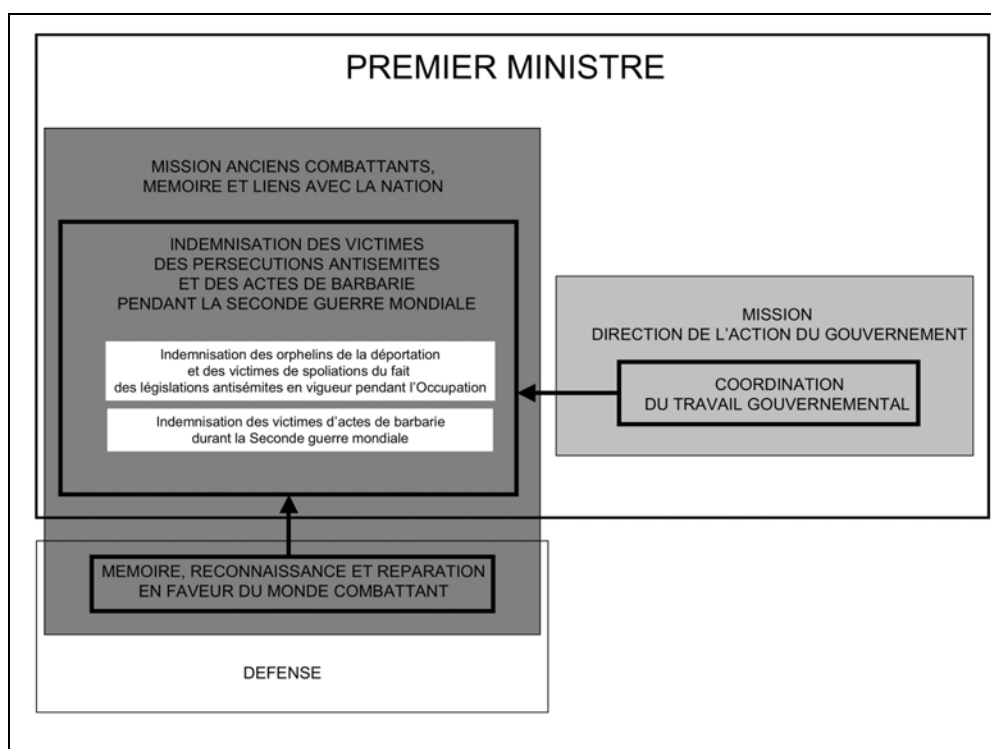 PREMIER MINISTRE
MISSION ANCIENS COMBATTANTS,
MEMOIRE ET LIENS AVEC LA NATION
INDEMNISATION DES VICTIMES
DES PERSECUTIONS ANTISEMITES
ET DES ACTES DE BARBARIE
PENDANT LA SECONDE GUERRE MONDIALE
Indemnisation des orphelins de la déportation
et des victimes de spoliations du fait
des législations antisémites en vigueur pendant l'Occupation
Indemnisation des victimes d'actes de barbarie
durant la Seconde guerre mondiale
MISSION
DIRECTION DE L'ACTION DU GOUVERNEMENT
COORDINATION
DU TRAVAIL GOUVERNEMENTAL
MEMOIRE, RECONNAISSANCE ET REPARATION
EN FAVEUR DU MONDE COMBATTANT
DEFENSE